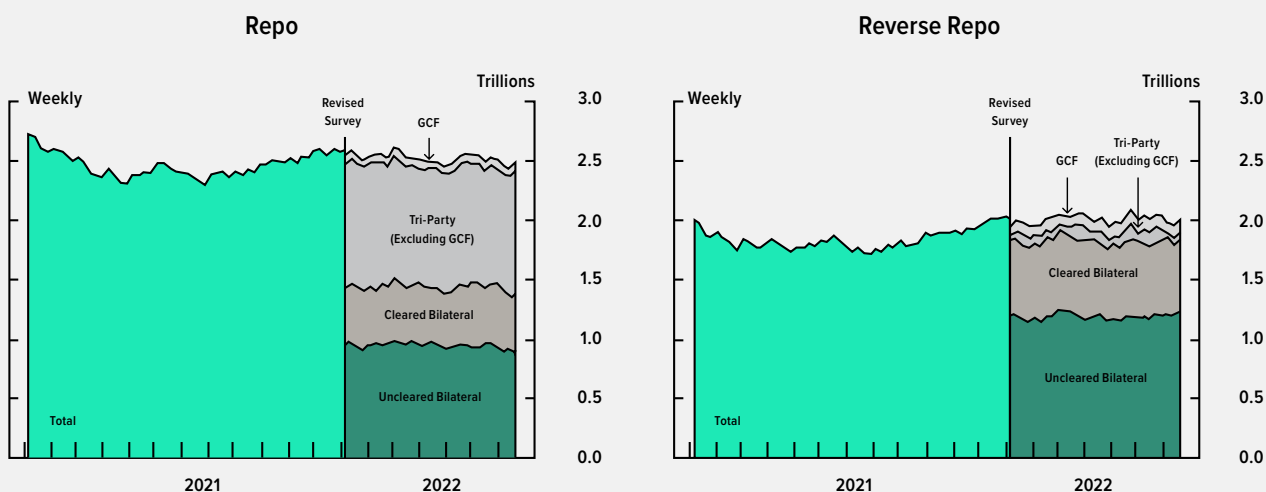 Repo
Trillions
Weekly
3.0
Revised
Survey
GCF
2.5
2.0
Tri-Party
(Excluding GCF)
1.5
Cleared Bilateral
1.0
Uncleared Bilateral
0.5
Total
0.0
2021
2022
Reverse Repo
Trillions
Weekly
3.0
Revised
Survey
Tri-Party
(Excluding GCF)
GCF
2.5
2.0
Cleared Bilateral
1.5
1.0
Uncleared Bilateral
0.5
Total
0.0
2021
2022